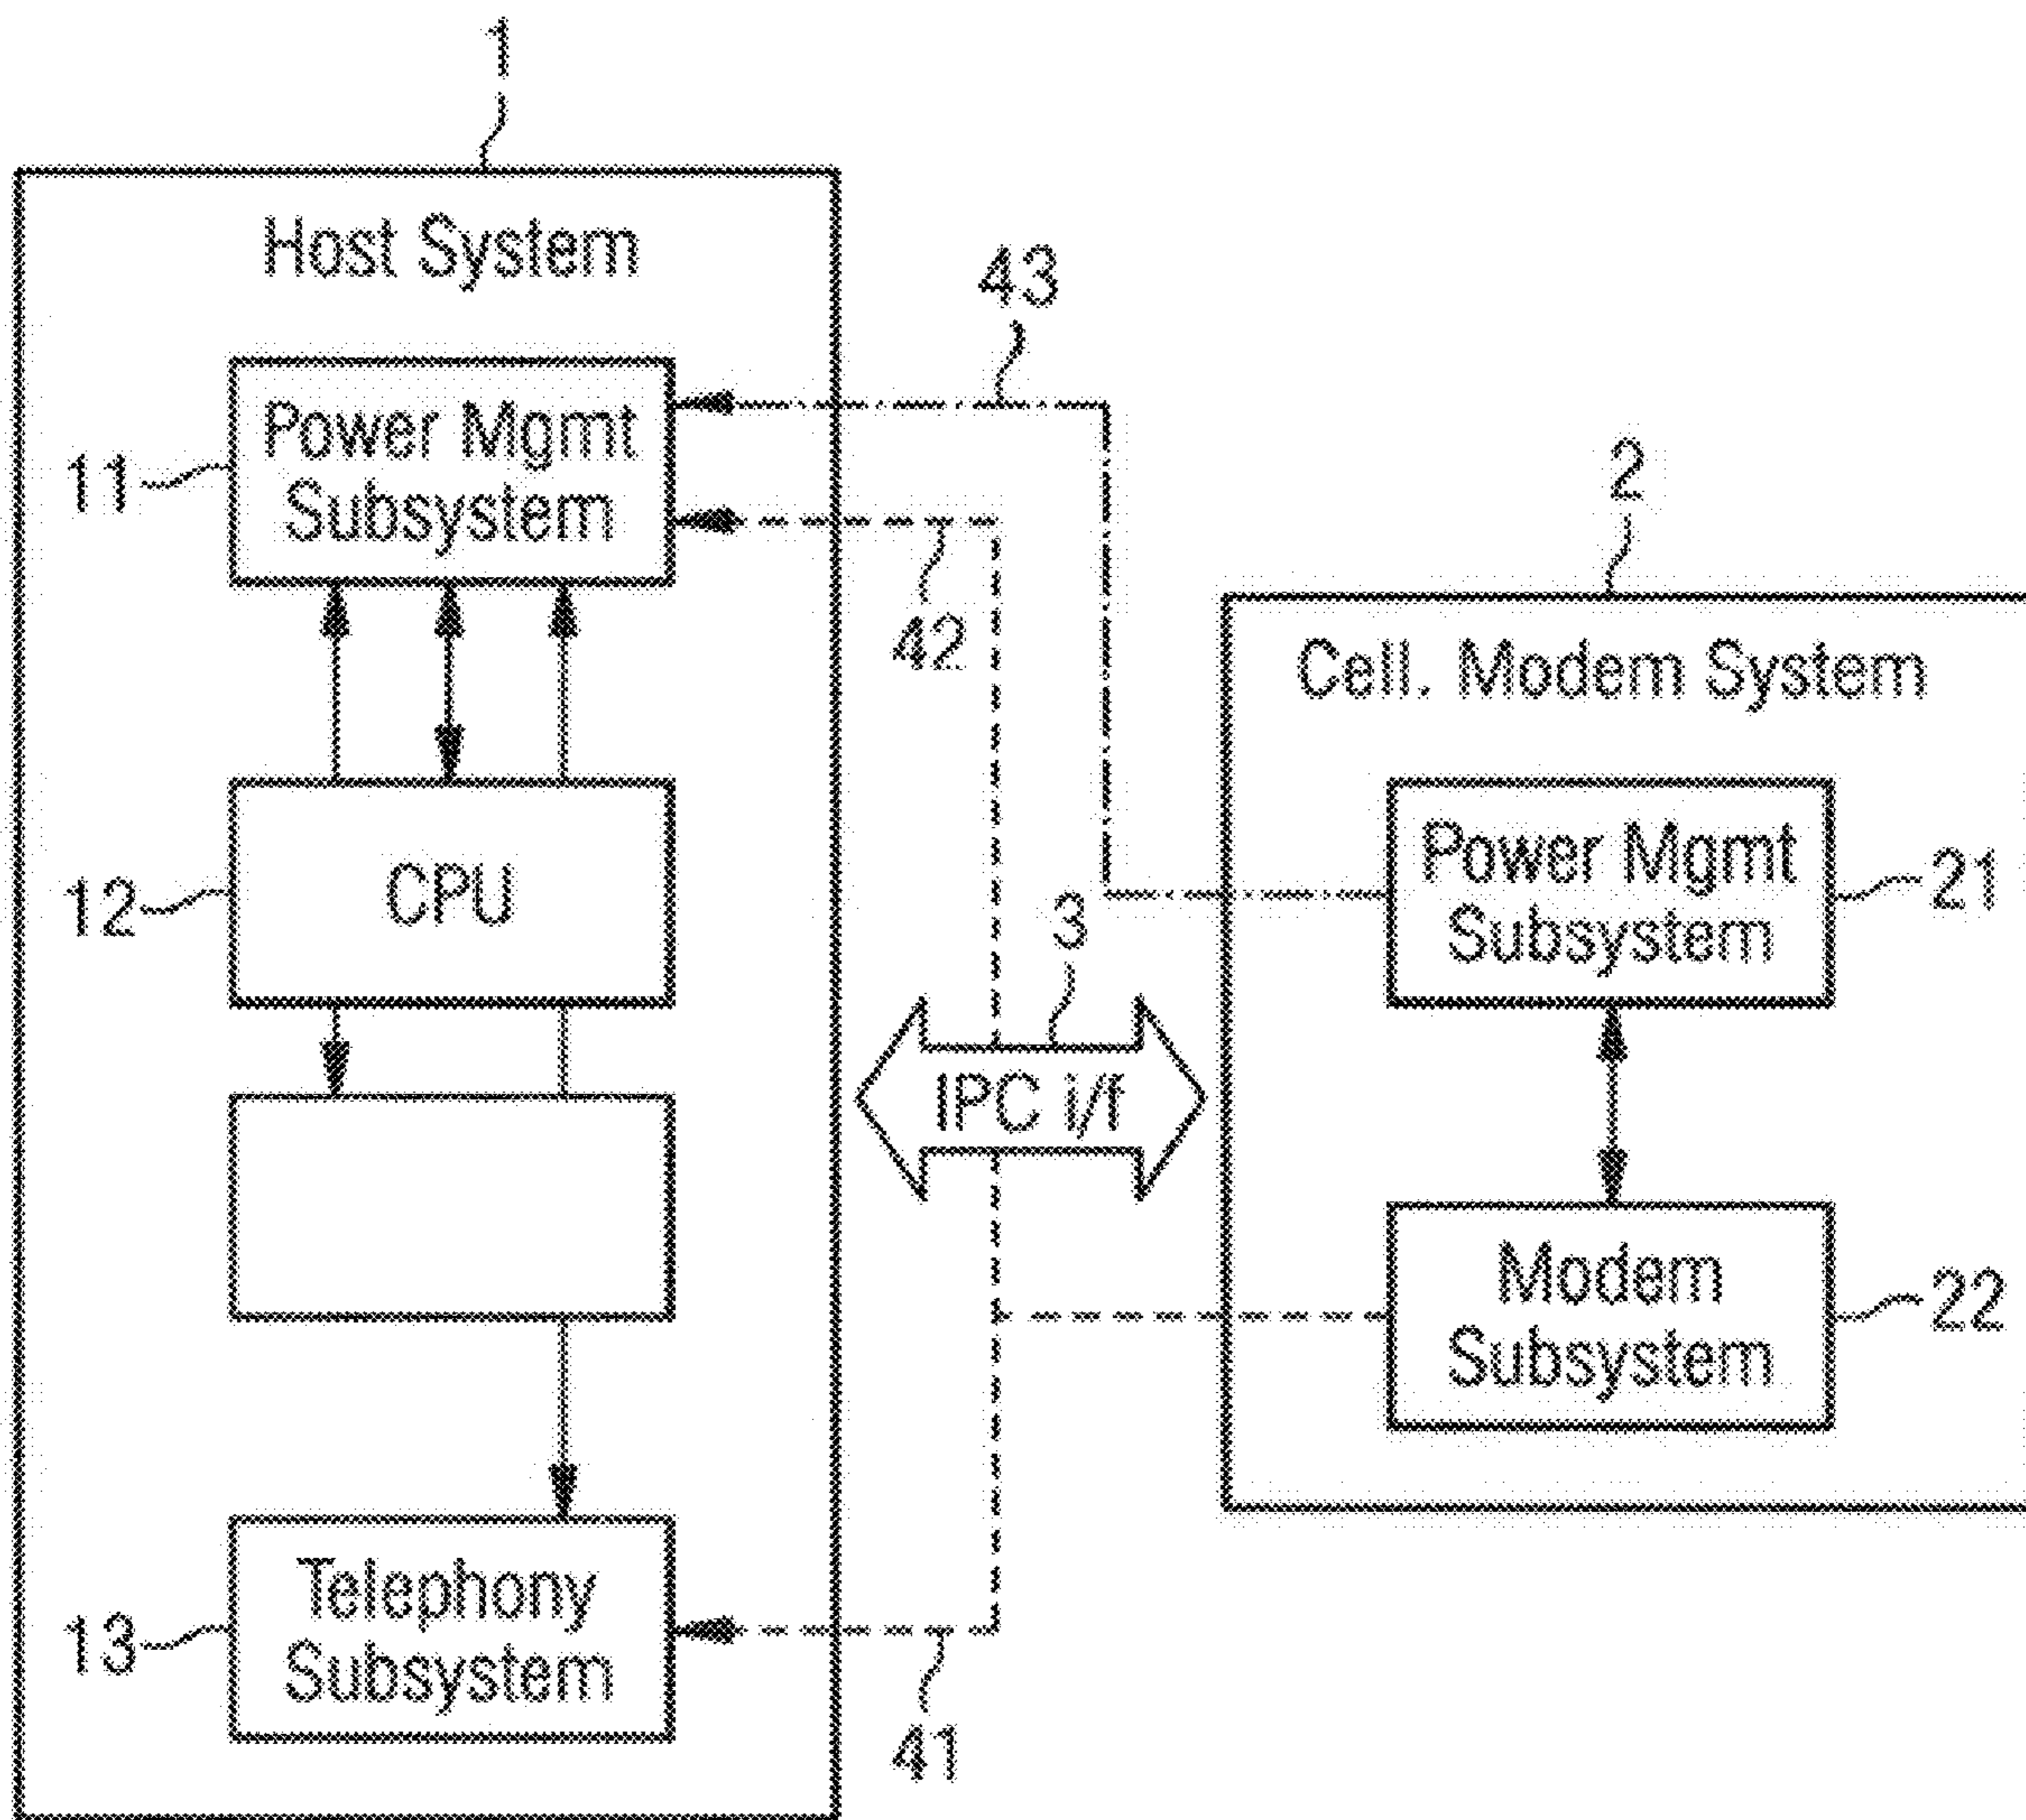 1
Host System
43
Power Mgmt
Subsystem
11
2
42
Cell. Modem System
CPU
12
Power Mgmt
Subsystem
21
3
IPC i/f
Modem
Subsystem
22
Telephony
Subsystem
13
41